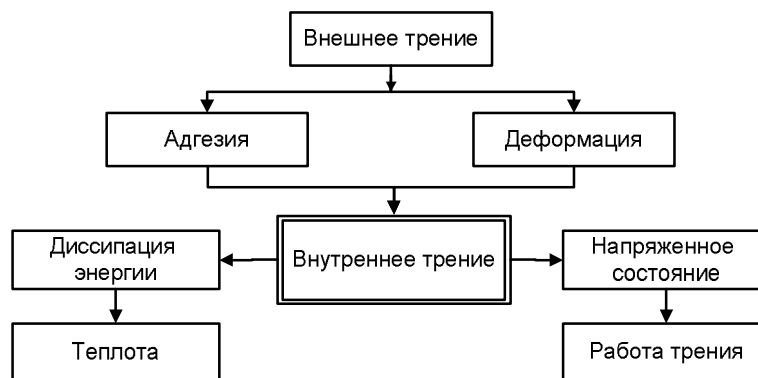 Внешнее трение
Адгезия
Деформация
Диссипация
энергии
Внутреннее трение
Напряженное
состояние
Теплота
Работа трения